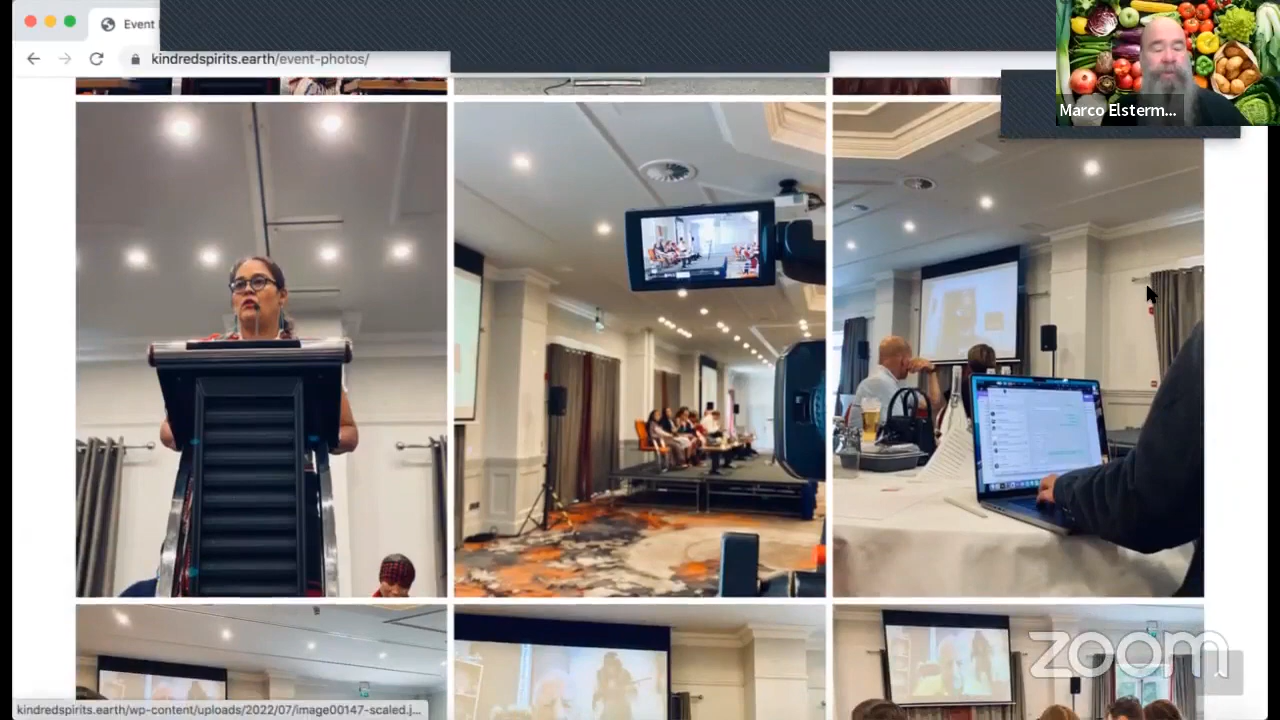 Event
kindredspirits.earth/event-photos/
Marco Elsterm...
zoom
kindredspirits.earth/wp-content/uploads/2022/07/image00147-scaled.j...